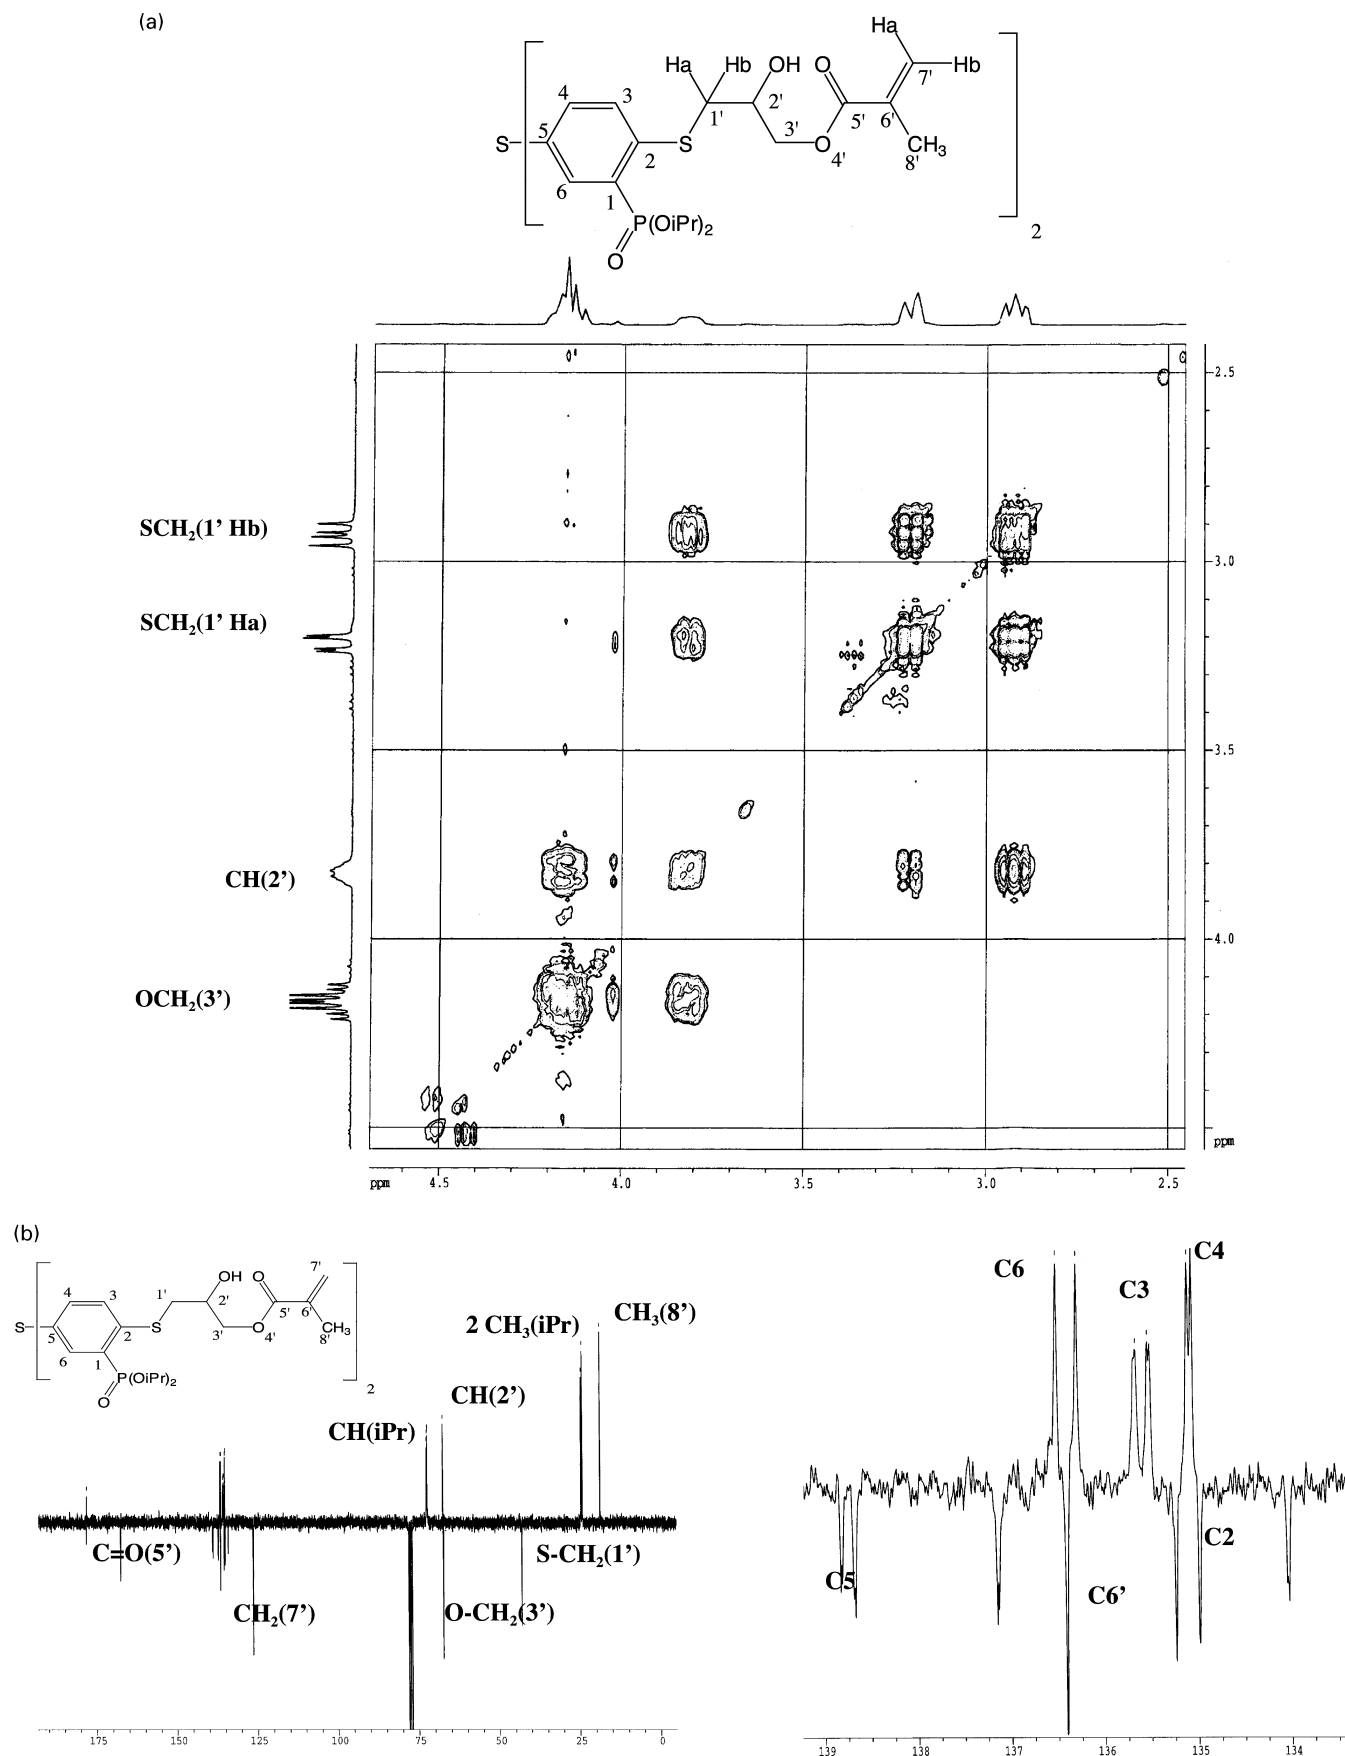 (a)
Ha
Ha Hb OH O
7' Hb
4 3
2'
1'
5' 6'
S 5
3'
S
O CH₃
2
4' 8'
6
1
P(OiPr)₂
O
2
SCH₂(1’ Hb)
SCH₂(1’ Ha)
CH(2’)
OCH₂(3’)
2.5
3.0
3.5
4.0
ppm
ppm 4.5 4.0 3.5 3.0 2.5
(b)
7'
OH O
4 3 1'
2'
5' 6'
S 5 2 S 3' O 4' 8' CH₃
6 1
P(OiPr)₂
O
2
2 CH₃(iPr)
CH₃(8’)
CH(2’)
CH(iPr)
C=O(5’)
S-CH₂(1’)
CH₂(7’)
O-CH₂(3’)
175 150 125 100 75 50 25 0
C4
C6
C3
C2
C5
C6’
139 138 137 136 135 134